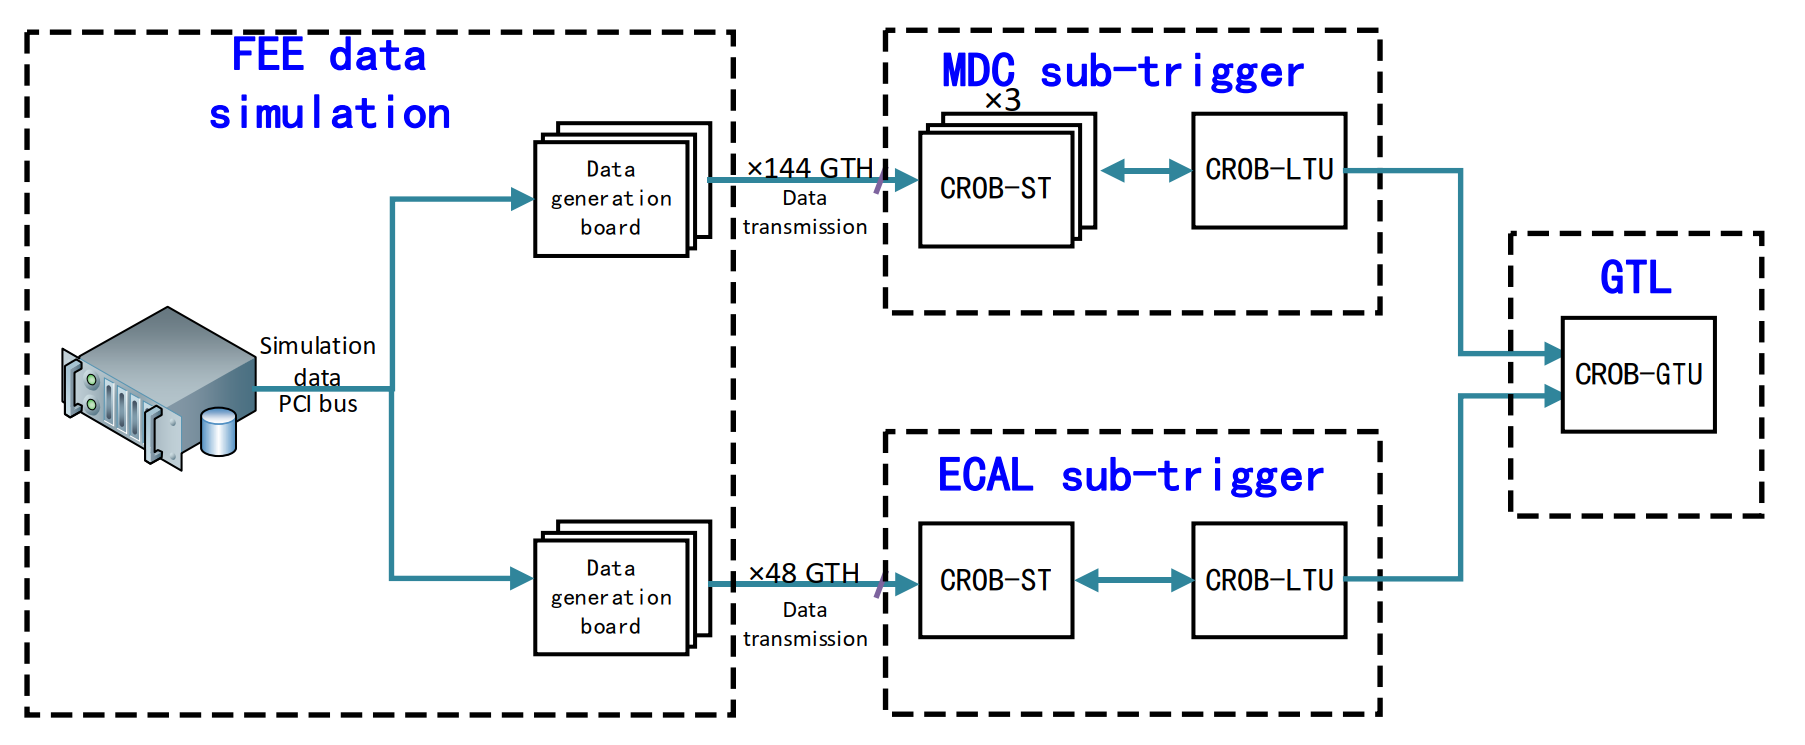 FEE data
simulation
Data
generation
board
Simulation
data
PCI bus
Data
generation
board
×144 GTH
Data
transmission
×48 GTH
Data
transmission
MDC sub-trigger
×3
CROB-ST
CROB-LTU
ECAL sub-trigger
CROB-ST
CROB-LTU
GTL
CROB-GTU